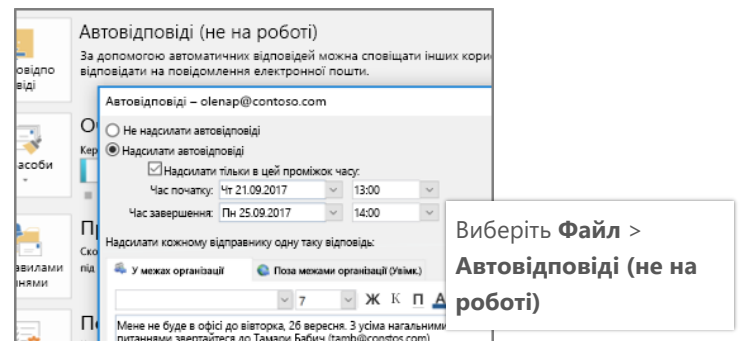 Автовідповіді (не на роботі)
За допомогою автоматичних відповідей можна сповіщати інших
відповідати на повідомлення електронної пошти.
Автовідповіді – olenap@contoso.com
Не надсилати автовідповіді
Надсилати автовідповіді
Надсилати тільки в цей проміжок часу:
Час початку: Чт 21.09.2017 13:00
Час завершення: Пн 25.09.2017 14:00
Надсилати кожному відправнику одну таку відповідь:
У межах організації Поза межами організації (Увімк.)
7 Ж К П А
Мене не буде в офісі до вівторка, 26 вересня. З усіма нагальними
питаннями звертайтеся до Тамари Бабич (tamb@constos.com)
Виберіть Файл >
Автовідповіді (не на
роботі)